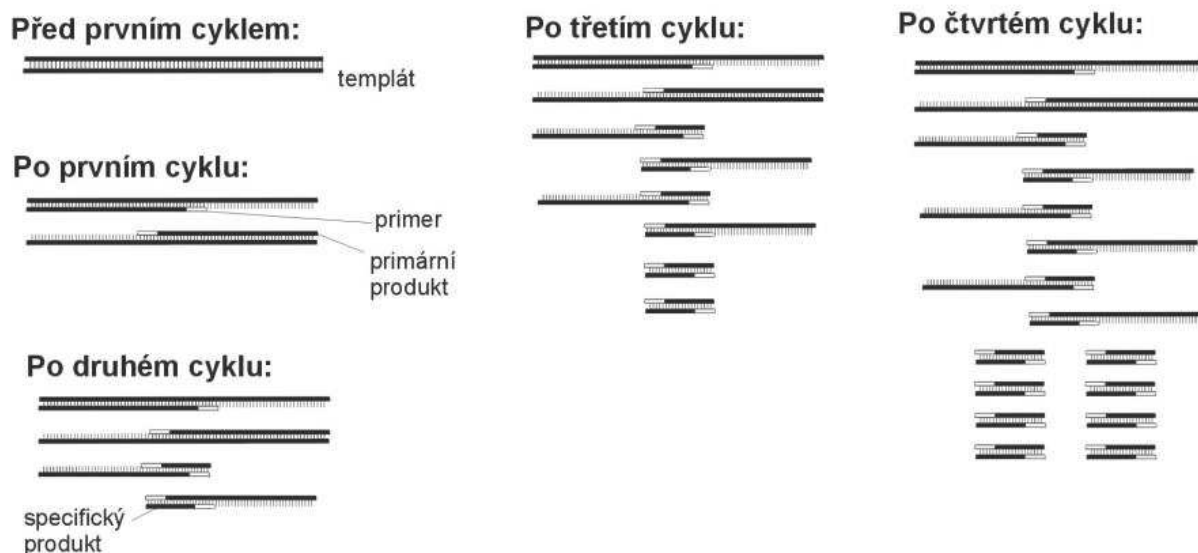 Před prvním cyklem:
templát
Po prvním cyklu:
primer
primární
produkt
Po druhém cyklu:
specifický
produkt
Po třetím cyklu:
Po čtvrtém cyklu: